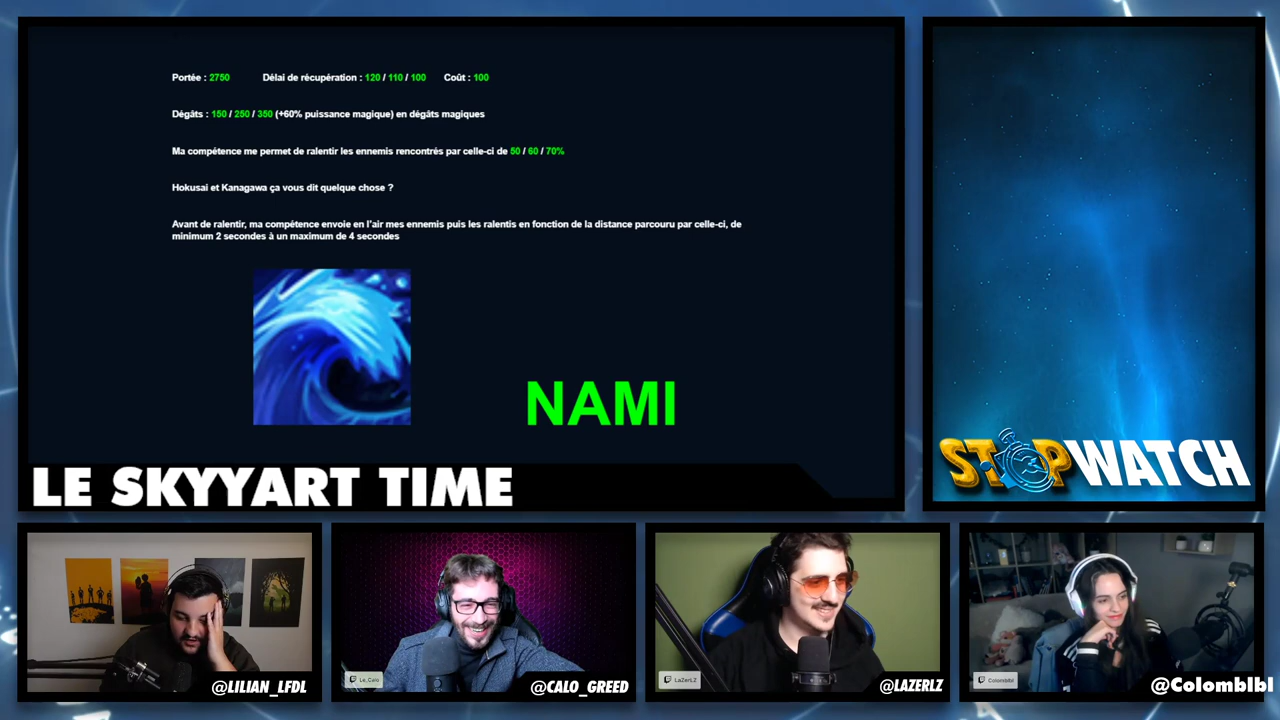 Portée : 2750 Délai de récupération : 120 / 110 / 100 Coût : 100
Dégâts : 150 / 250 / 350 (+60% puissance magique) en dégâts magiques
Ma compétence me permet de ralentir les ennemis rencontrés par celle-ci de 50 / 60 / 70%
Hokusai et Kanagawa ça vous dit quelque chose ?
Avant de ralentir, ma compétence envoie en l'air mes ennemis puis les ralentis en fonction de la distance parcouru par celle-ci, de
minimum 2 secondes à un maximum de 4 secondes
NAMI
LE SKYYART TIME
STOPWATCH
@LILIAN_LFDL
Le_Calo
@CALO_GREED
LaZerLZ
@LAZERLZ
Colomblbl
@Colomblbl